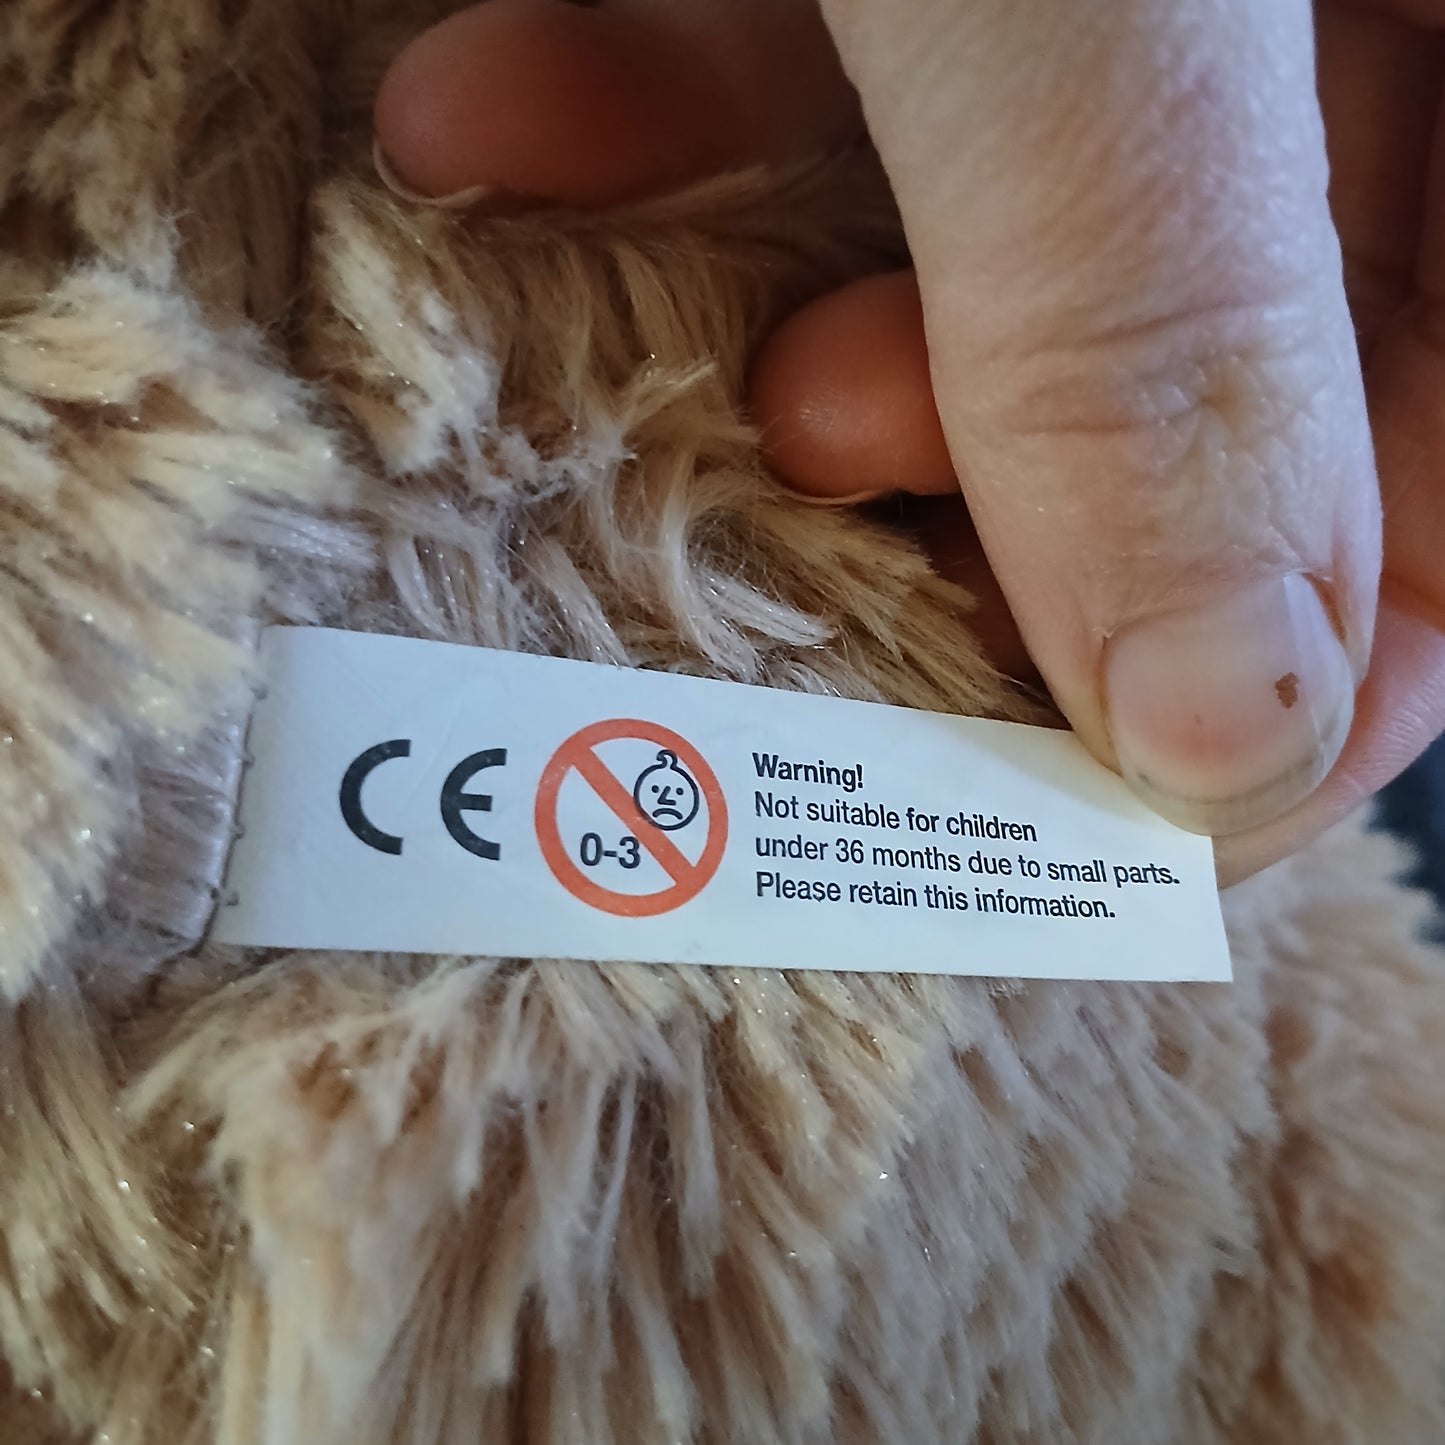 CE
0-3
Warning!
Not suitable for children
under 36 months due to small parts.
Please retain this information.